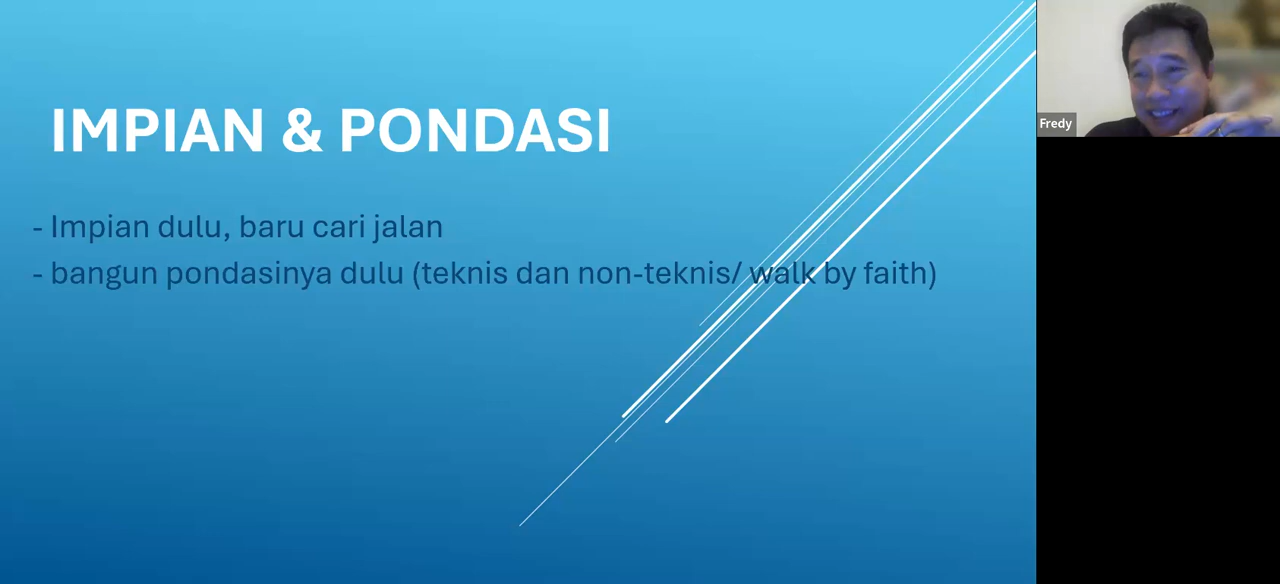 IMPIAN & PONDASI
- Impian dulu, baru cari jalan
- bangun pondasinya dulu (teknis dan non-teknis/ walk by faith)
Fredy